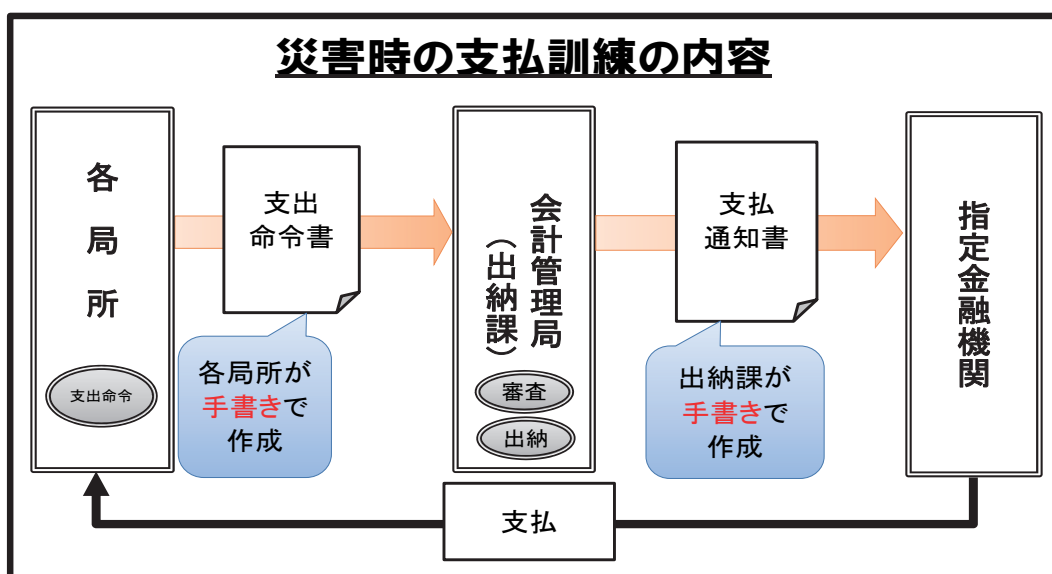 災害時の支払訓練の内容
各局所
支出命令
支出
命令書
各局所が
手書きで
作成
会計管理局
（出納課）
審査
出納
支払
通知書
出納課が
手書きで
作成
指定金融機関
支払